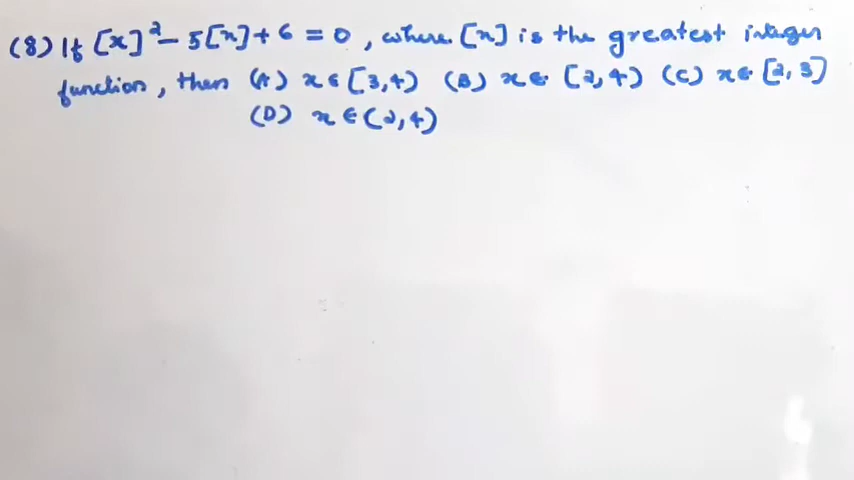 (8) If [x]² - 5[x] + 6 = 0, where [x] is the greatest integer
function, then (A) x ∈ [3,4) (B) x ∈ [2,4) (C) x ∈ [2,3]
(D) x ∈ (2,4)